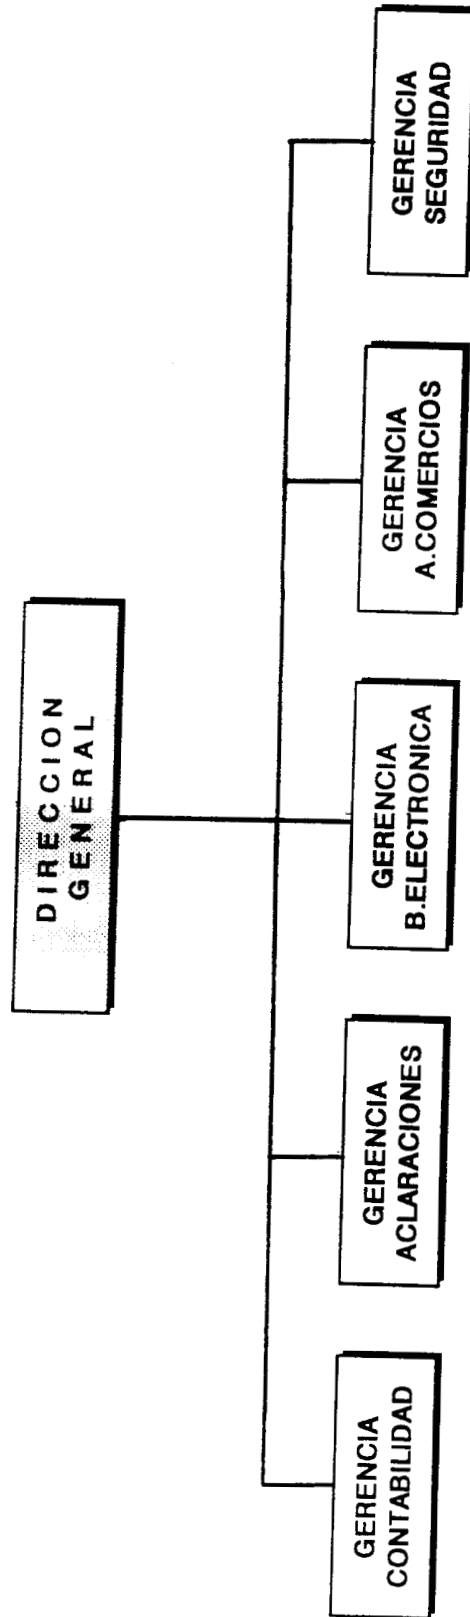 DIRECCION
GENERAL
GERENCIA
CONTABILIDAD
GERENCIA
ACLARACIONES
GERENCIA
B.ELECTRONICA
GERENCIA
A.COMERCIOS
GERENCIA
SEGURIDAD